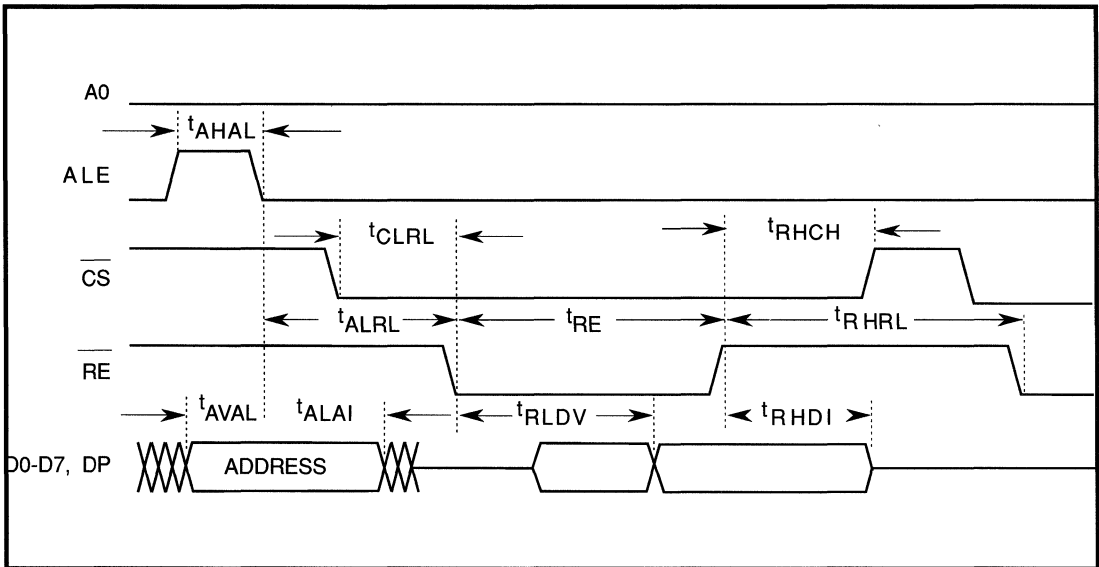 A0
tAHAL
ALE
tCLRL
tRHCH
CS
tALRL
tRE
tRHRL
RE
tAVAL
tALAI
tRLDV
tRHDI
D0-D7, DP
ADDRESS